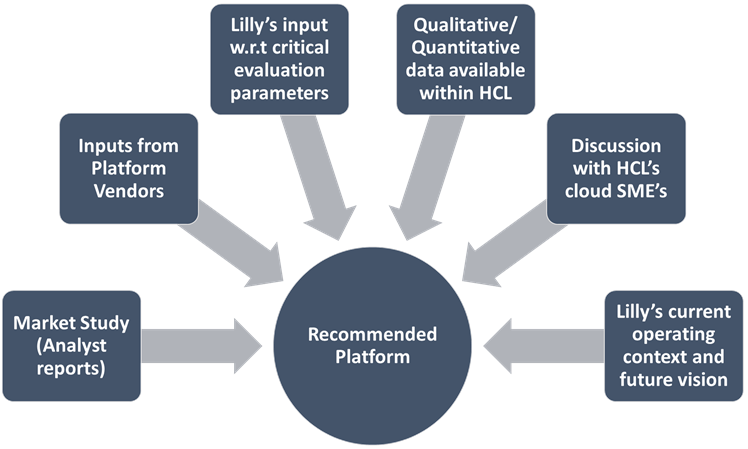 Market Study
(Analyst
reports)
Inputs from
Platform
Vendors
Lilly’s input
w.r.t critical
evaluation
parameters
Qualitative/
Quantitative
data available
within HCL
Discussion
with HCL’s
cloud SME’s
Lilly’s current
operating
context and
future vision
Recommended
Platform